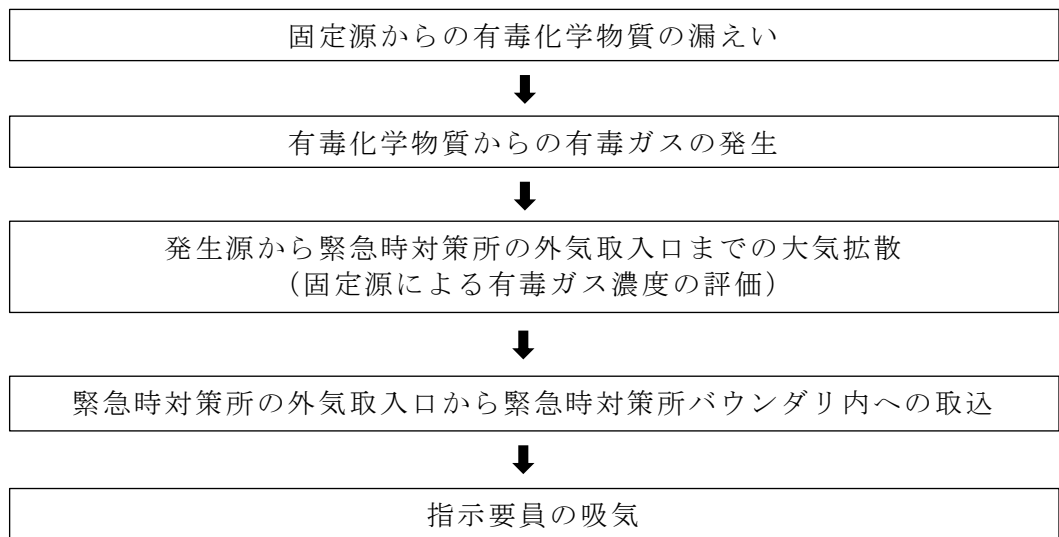 固定源からの有毒化学物質の漏えい
有毒化学物質からの有毒ガスの発生
発生源から緊急時対策所の外気取入口までの大気拡散
（固定源による有毒ガス濃度の評価）
緊急時対策所の外気取入口から緊急時対策所バウンダリ内への取込
指示要員の吸気